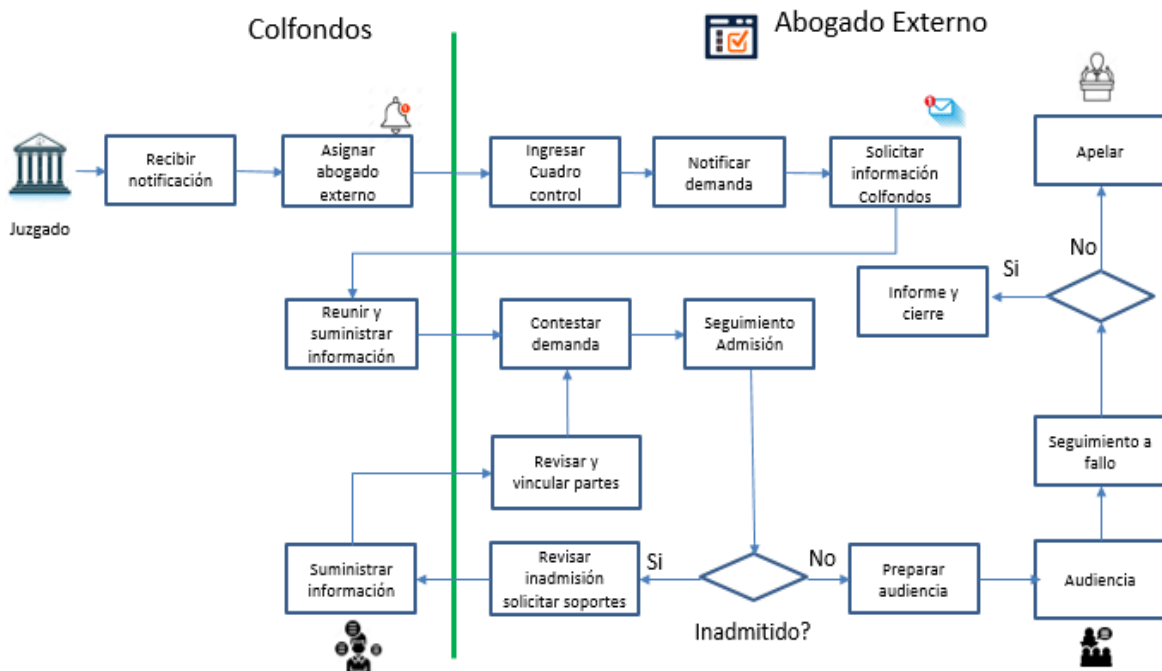 Colfondos
Abogado Externo
Juzgado
Recibir
notificación
Asignar
abogado
externo
Ingresar
Cuadro
control
Notificar
demanda
Solicitar
información
Colfondos
Apelar
No
Si
Informe y
cierre
Reunir y
suministrar
información
Contestar
demanda
Seguimiento
Admisión
Revisar y
vincular partes
Seguimiento a
fallo
Suministrar
información
Revisar
inadmisión
solicitar soportes
Si
No
Inadmitido?
Preparar
audiencia
Audiencia